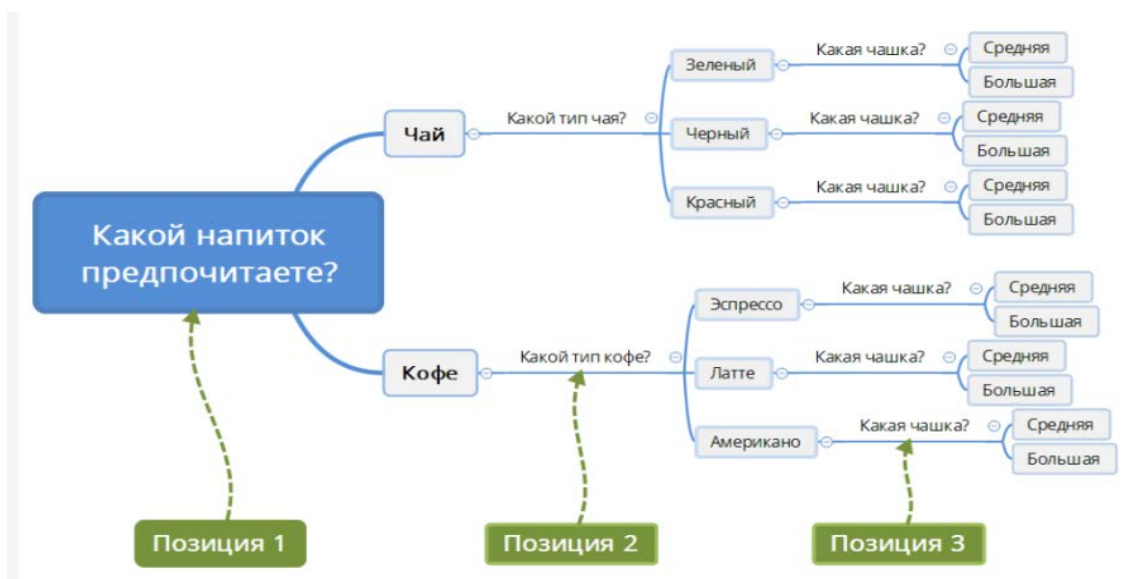 Какой напиток
предпочитаете?
Чай
Какой тип чая?
Зеленый
Какая чашка?
Средняя
Большая
Черный
Какая чашка?
Средняя
Большая
Красный
Какая чашка?
Средняя
Большая
Кофе
Какой тип кофе?
Эспрессо
Какая чашка?
Средняя
Большая
Латте
Какая чашка?
Средняя
Большая
Американо
Какая чашка?
Средняя
Большая
Позиция 1
Позиция 2
Позиция 3